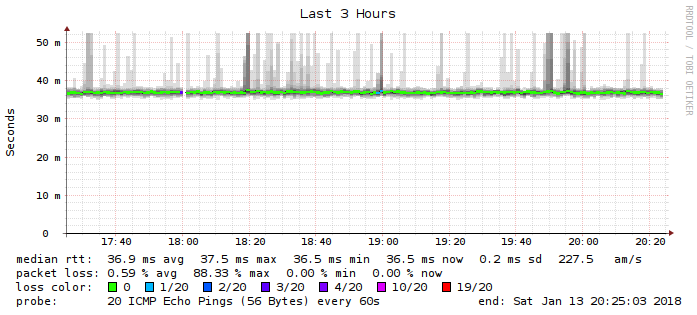 Last 3 Hours
RRDTOOL / TOBI OETIKER
Seconds
50 m
40 m
30 m
20 m
10 m
0
17:40 18:00 18:20 18:40 19:00 19:20 19:40 20:00 20:20
median rtt: 36.9 ms avg 37.5 ms max 36.5 ms min 36.5 ms now 0.2 ms sd 227.5 am/s
packet loss: 0.59 % avg 88.33 % max 0.00 % min 0.00 % now
loss color: 0 1/20 2/20 3/20 4/20 10/20 19/20
probe: 20 ICMP Echo Pings (56 Bytes) every 60s end: Sat Jan 13 20:25:03 2018